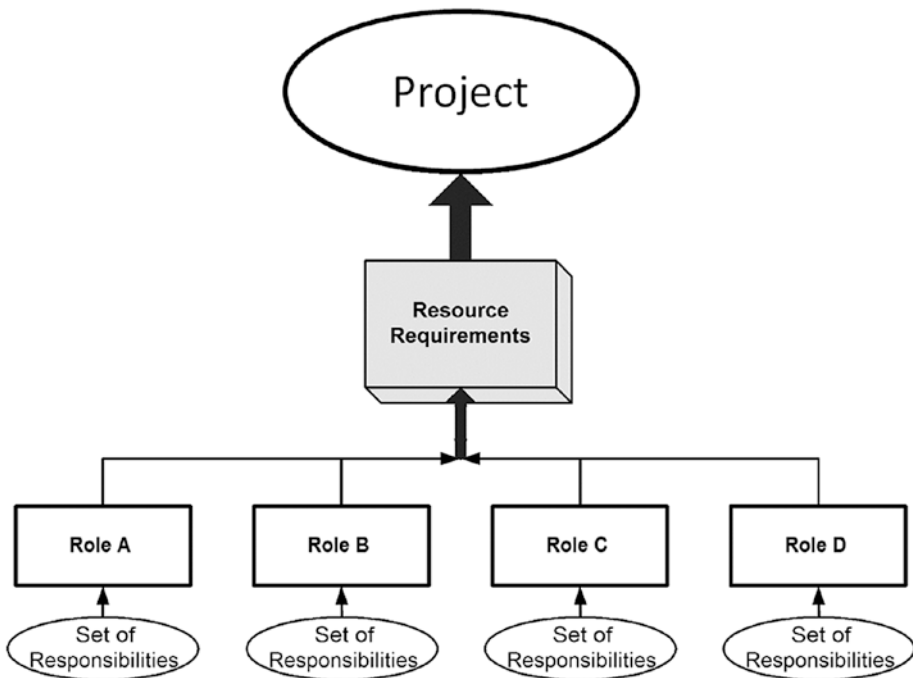 Project
Resource
Requirements
Role A
Role B
Role C
Role D
Set of
Responsibilities
Set of
Responsibilities
Set of
Responsibilities
Set of
Responsibilities